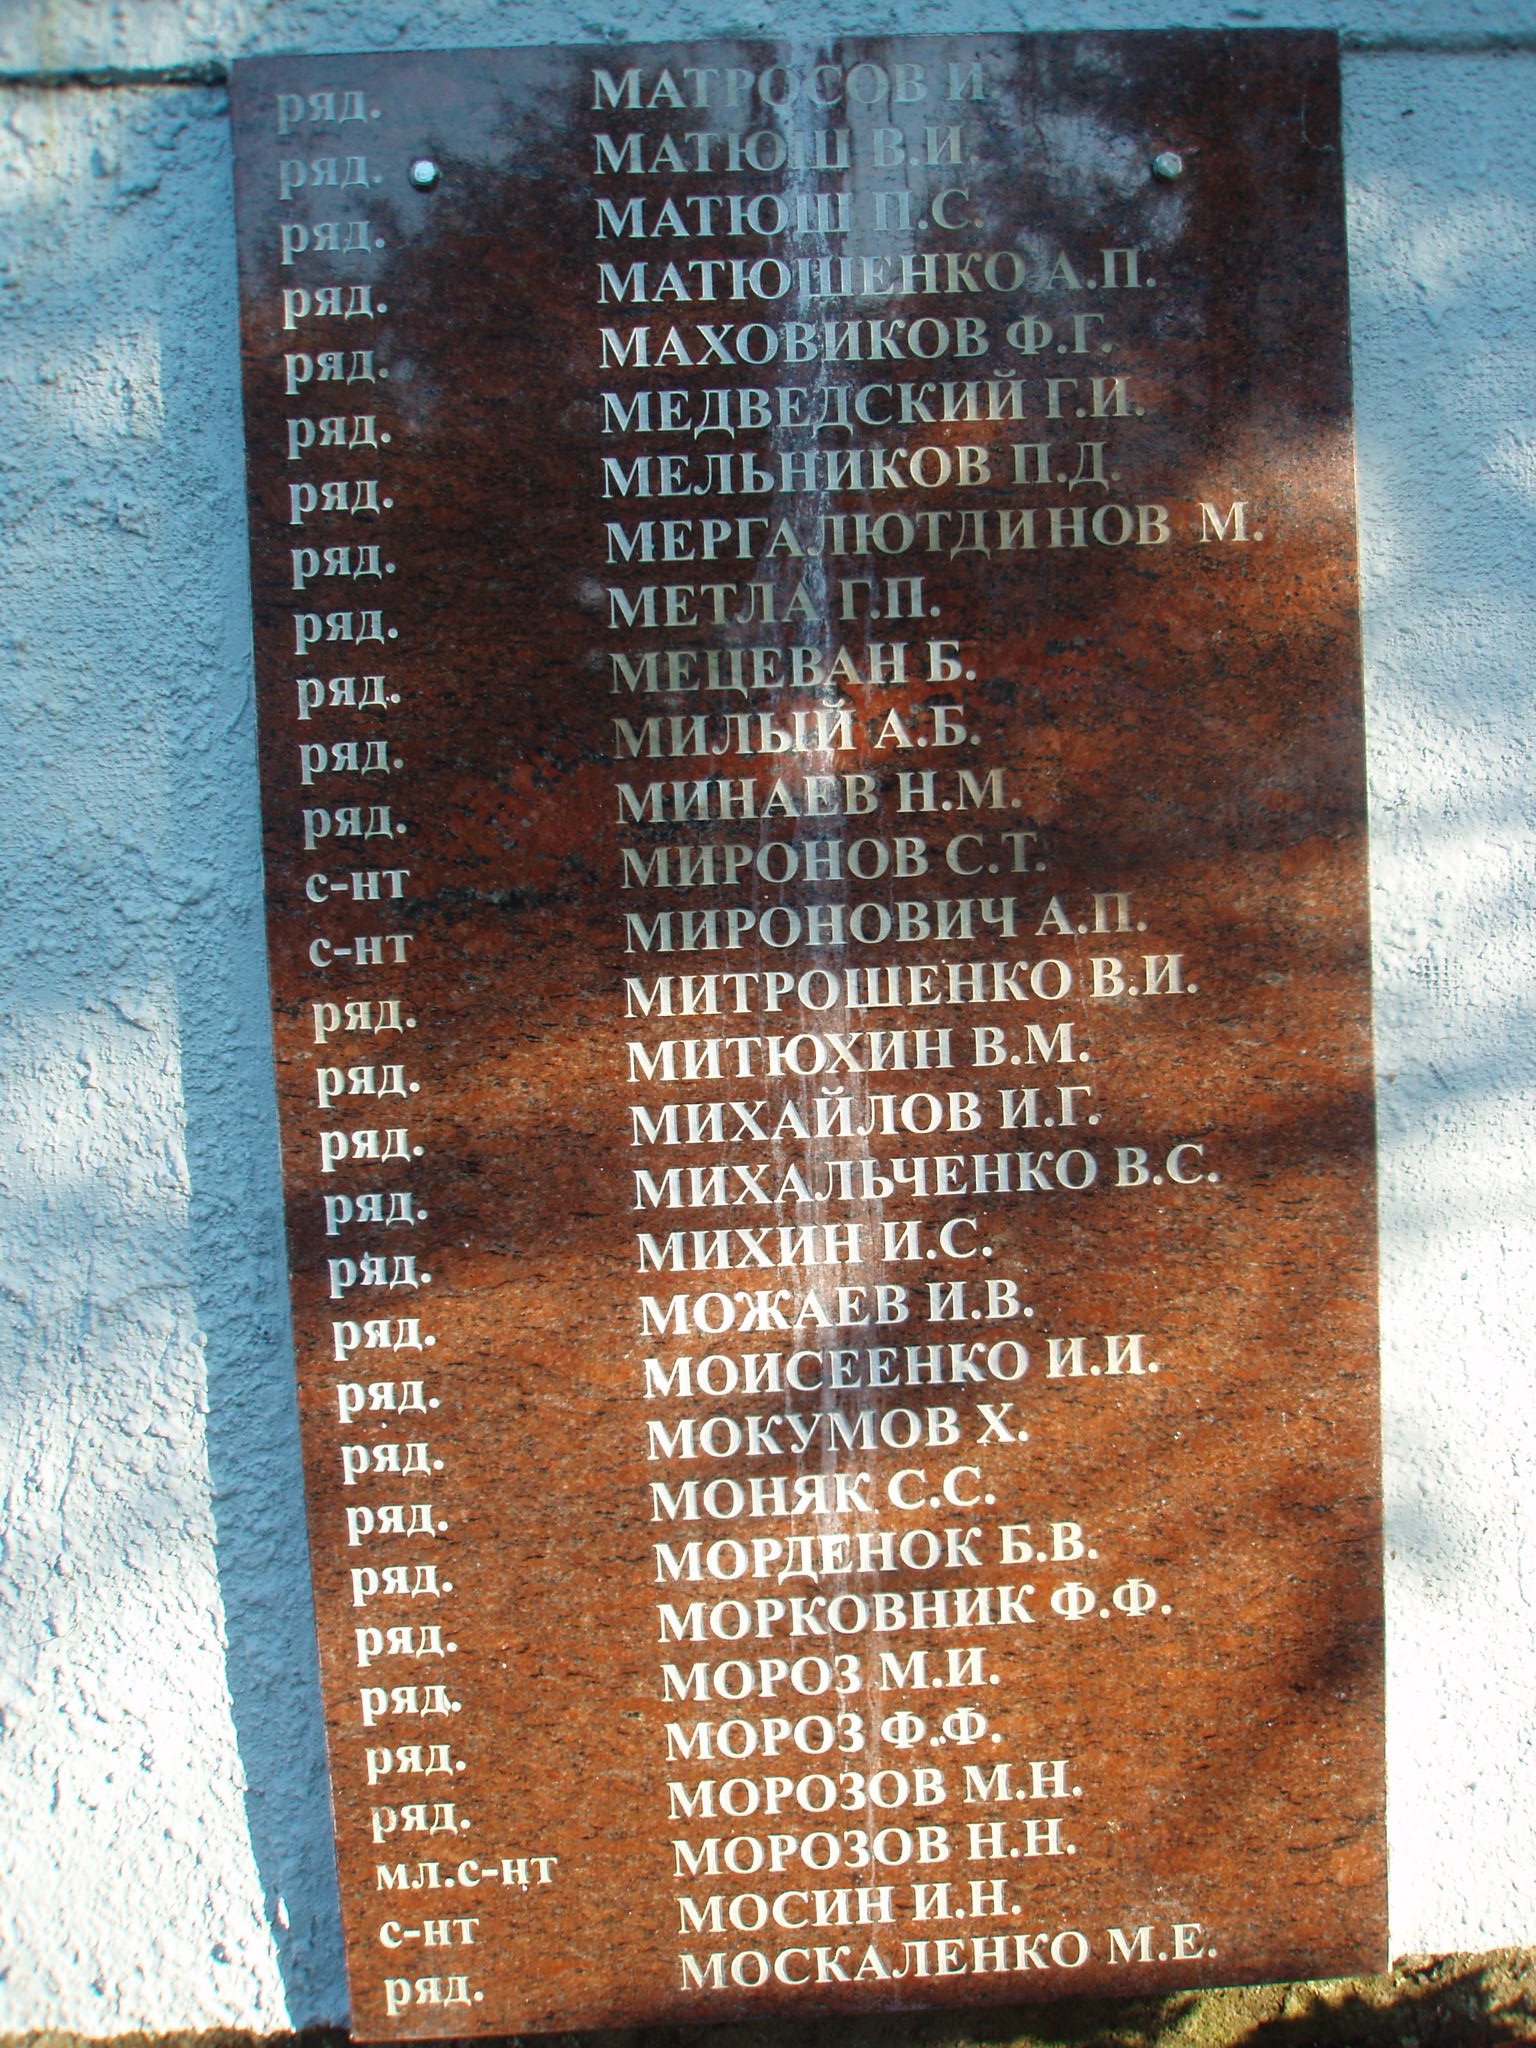 ряд. МАТРОСОВ И.
ряд. МАТЮШ В.И.
ряд. МАТЮШ П.С.
ряд. МАТЮШЕНКО А.П.
ряд. МАХОВИКОВ Ф.Г.
ряд. МЕДВЕДСКИЙ Г.И.
ряд. МЕЛЬНИКОВ П.Д.
ряд. МЕРГАЛЮТДИНОВ М.
ряд. МЕТЛА Г.П.
ряд. МЕЦЕВАН Б.
ряд. МИЛЫЙ А.Б.
ряд. МИНАЕВ Н.М.
с-нт МИРОНОВ С.Т.
с-нт МИРОНОВИЧ А.П.
ряд. МИТРОШЕНКО В.И.
ряд. МИТЮХИН В.М.
ряд. МИХАЙЛОВ И.Г.
ряд. МИХАЛЬЧЕНКО В.С.
ряд. МИХИН И.С.
ряд. МОЖАЕВ И.В.
ряд. МОИСЕЕНКО И.И.
ряд. МОКУМОВ Х.
ряд. МОНЯК С.С.
ряд. МОРДЕНОК Б.В.
ряд. МОРКОВНИК Ф.Ф.
ряд. МОРОЗ М.И.
ряд. МОРОЗ Ф.Ф.
ряд. МОРОЗОВ М.Н.
мл.с-нт МОРОЗОВ Н.Н.
с-нт МОСИН И.Н.
ряд. МОСКАЛЕНКО М.Е.